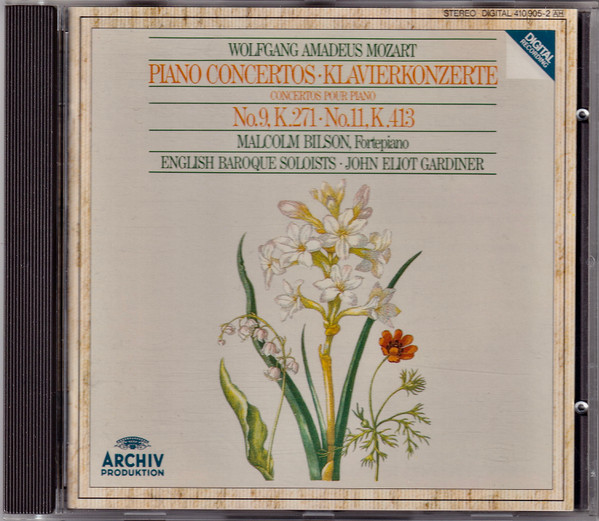 STEREO DIGITAL 410 905-2 AH
DIGITAL
RECORDING
WOLFGANG AMADEUS MOZART
PIANO CONCERTOS · KLAVIERKONZERTE
CONCERTOS POUR PIANO
No. 9, K. 271 · No. 11, K. 413
MALCOLM BILSON, Fortepiano
ENGLISH BAROQUE SOLOISTS · JOHN ELIOT GARDINER
ARCHIV
PRODUKTION